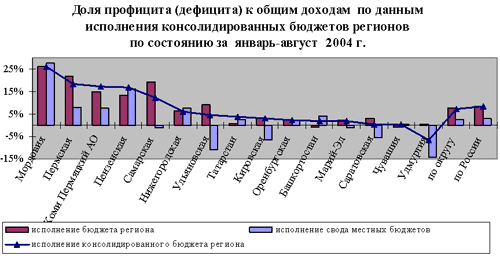 Доля профицита (дефицита) к общим доходам по данным
исполнения консолидированных бюджетов регионов
по состоянию за январь-август 2004 г.
25%
15%
5%
-5%
-15%
Мордовия
Пермская
Коми Пермяцкий АО
Пензенская
Самарская
Нижегородская
Ульяновская
Татарстан
Кировская
Оренбургская
Башкортостан
Марий-Эл
Саратовская
Чувашия
Удмуртия
по округу
по России
исполнение бюджета региона
исполнение свода местных бюджетов
исполнение консолидированного бюджета региона